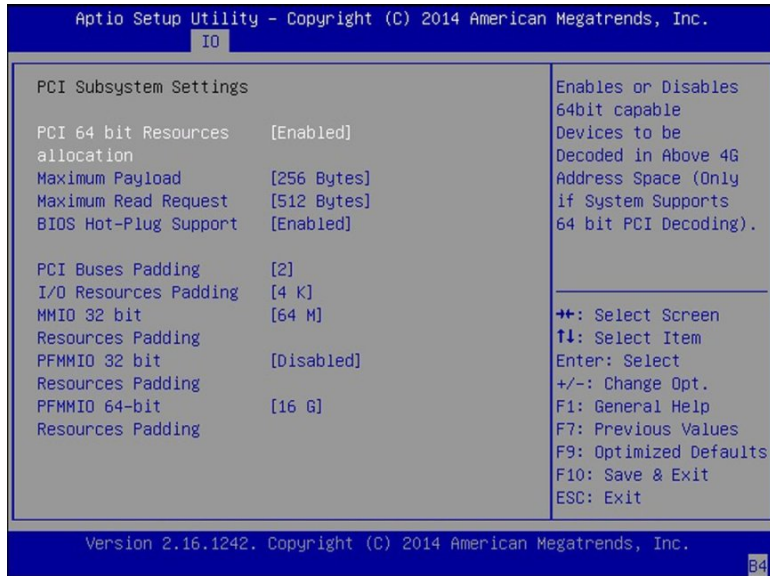 Aptio Setup Utility – Copyright (C) 2014 American Megatrends, Inc.
IO
PCI Subsystem Settings
PCI 64 bit Resources [Enabled]
allocation
Maximum Payload [256 Bytes]
Maximum Read Request [512 Bytes]
BIOS Hot-Plug Support [Enabled]
PCI Buses Padding [2]
I/O Resources Padding [4 K]
MMIO 32 bit [64 M]
Resources Padding
PFMMIO 32 bit [Disabled]
Resources Padding
PFMMIO 64-bit [16 G]
Resources Padding
Enables or Disables
64bit capable
Devices to be
Decoded in Above 4G
Address Space (Only
if System Supports
64 bit PCI Decoding).
→←: Select Screen
↑↓: Select Item
Enter: Select
+/-: Change Opt.
F1: General Help
F7: Previous Values
F9: Optimized Defaults
F10: Save & Exit
ESC: Exit
Version 2.16.1242. Copyright (C) 2014 American Megatrends, Inc.
B4